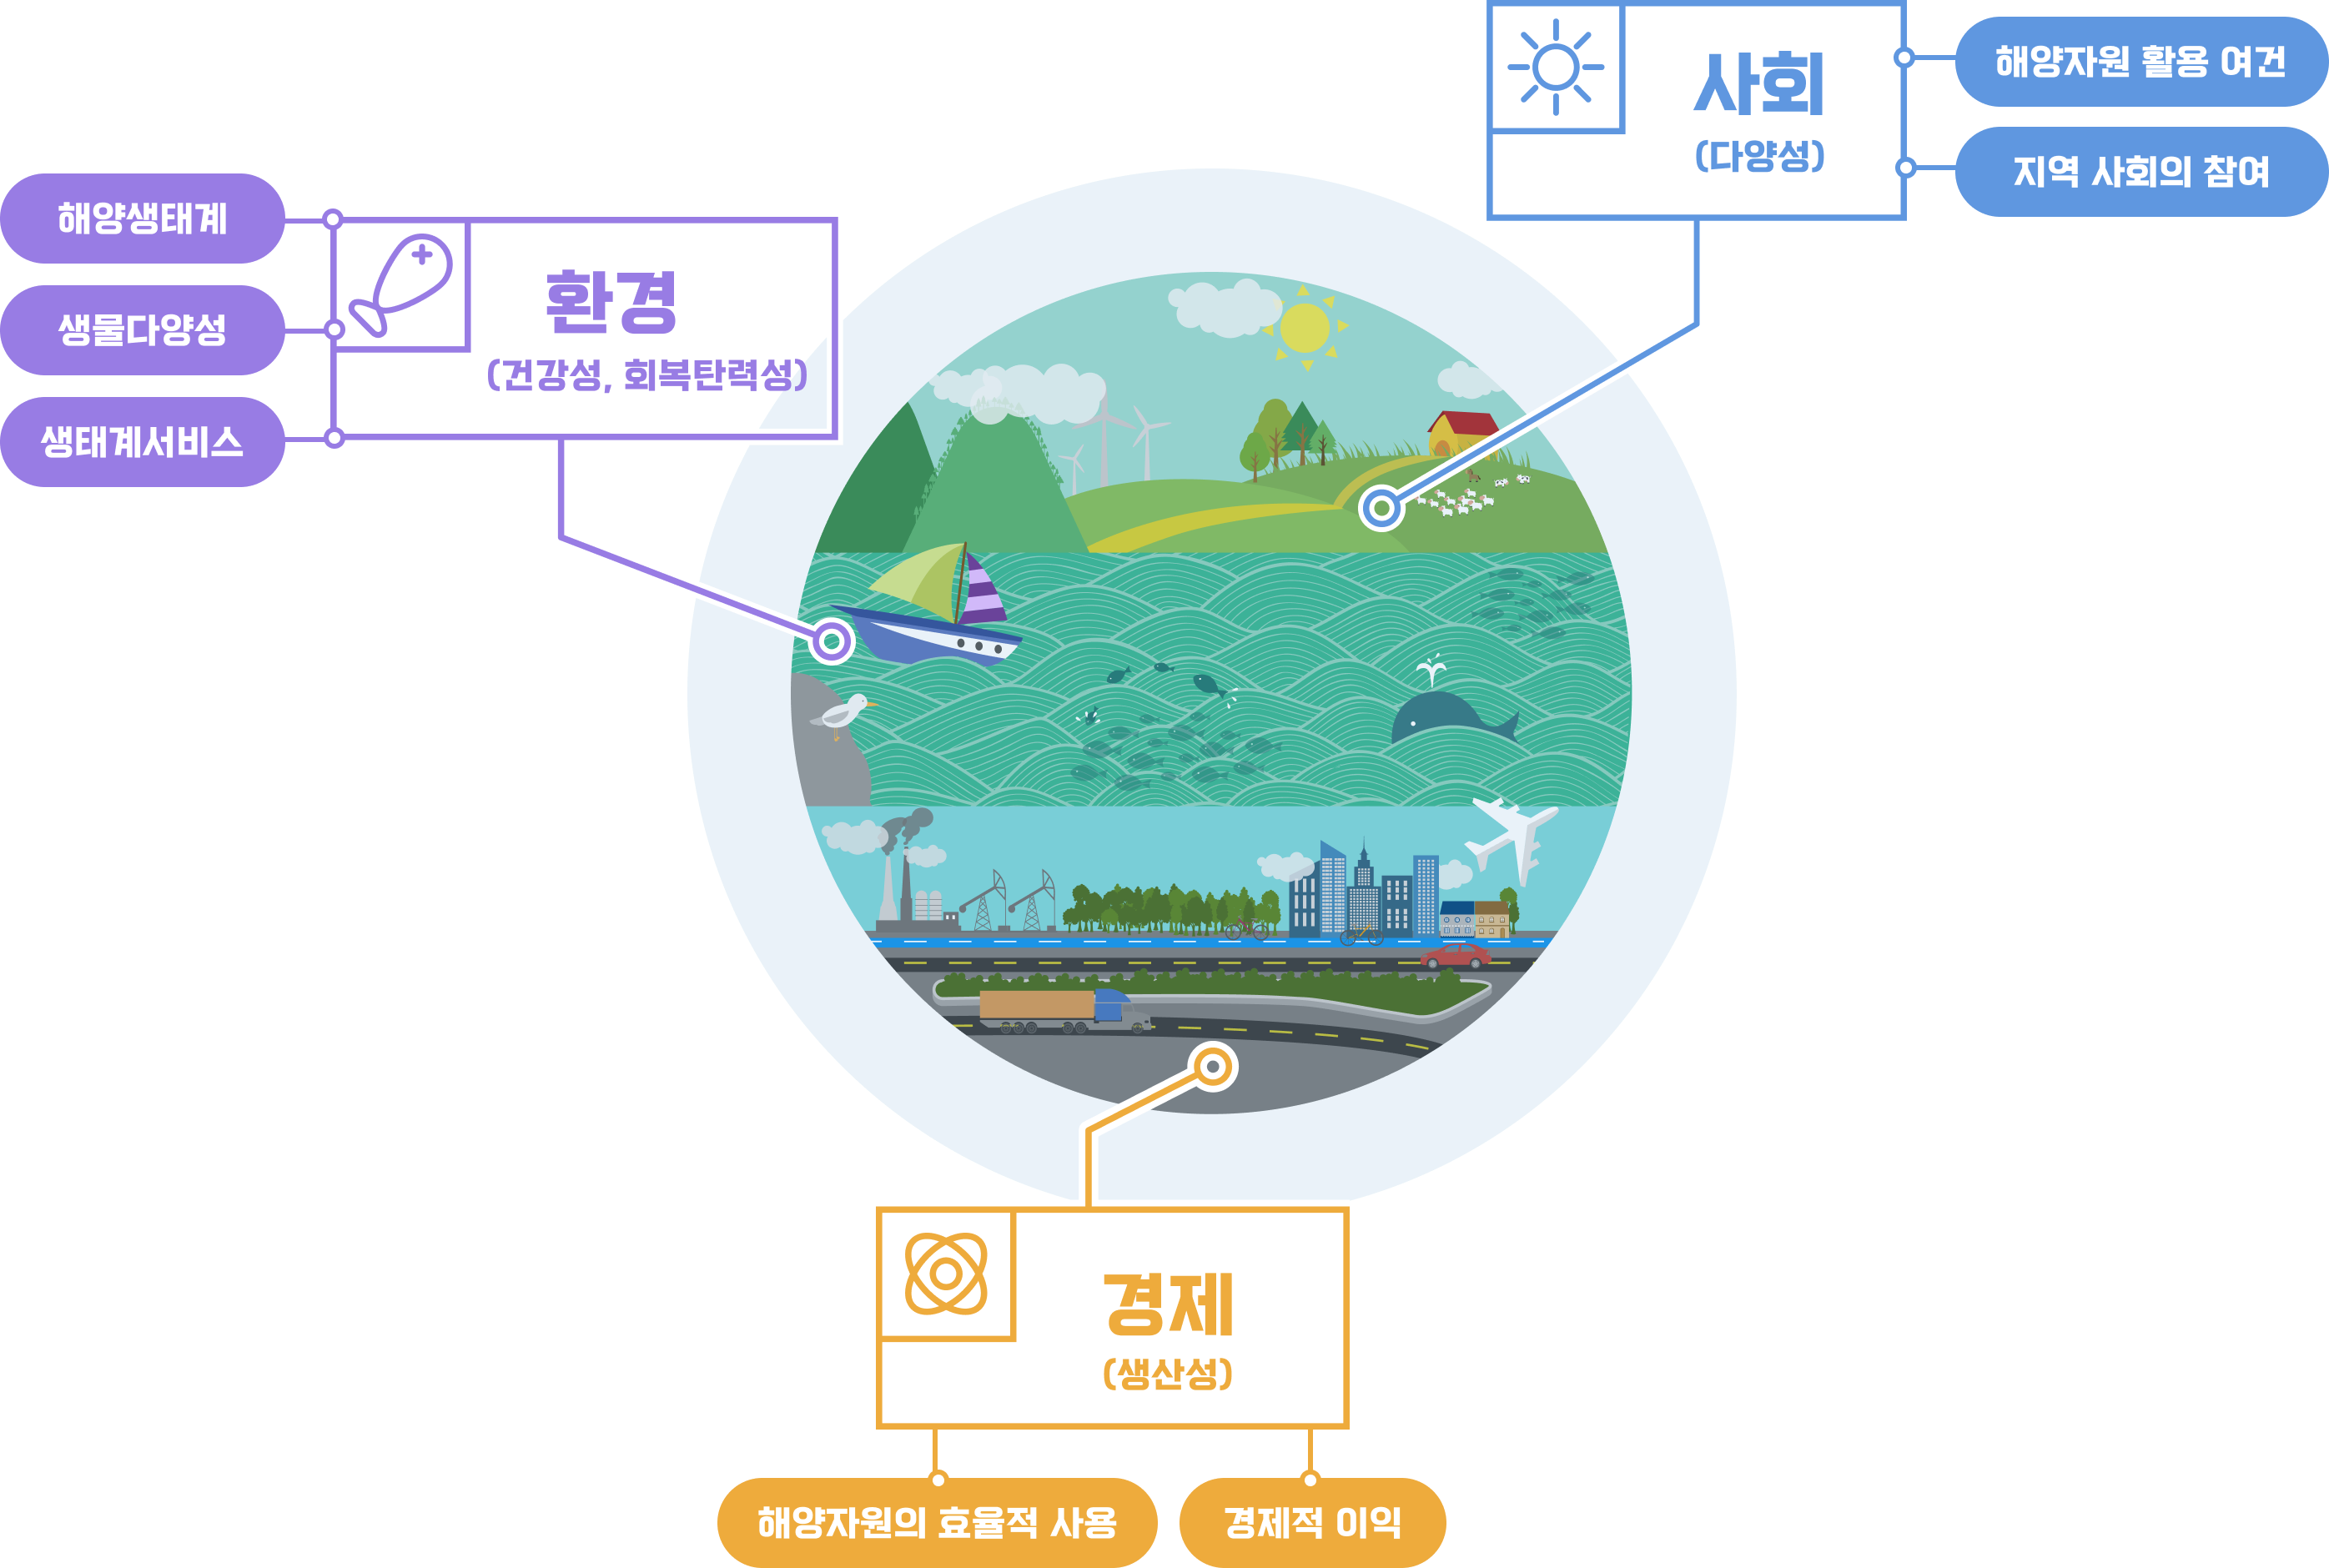 사회
(다양성)
해양자원 활용 여건
지역 사회의 참여
환경
(건강성, 회복탄력성)
해양생태계
생물다양성
생태계서비스
경제
(생산성)
해양자원의 효율적 사용
경제적 이익